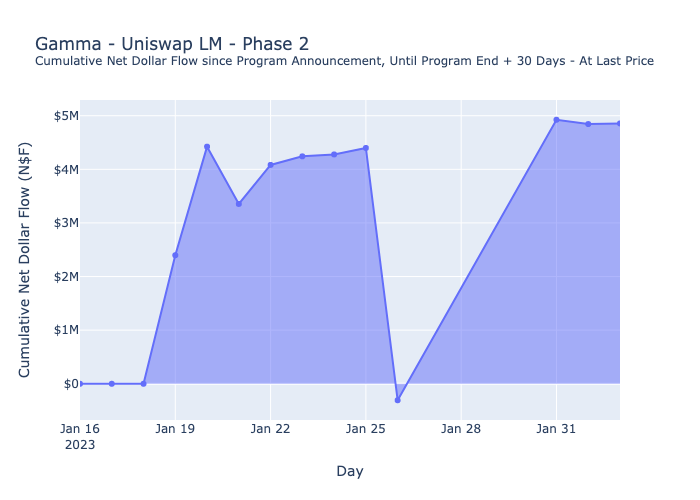 Gamma - Uniswap LM - Phase 2
Cumulative Net Dollar Flow since Program Announcement, Until Program End + 30 Days - At Last Price
Cumulative Net Dollar Flow (N$F)
$5M
$4M
$3M
$2M
$1M
$0
Jan 16
2023
Jan 19
Jan 22
Jan 25
Jan 28
Jan 31
Day